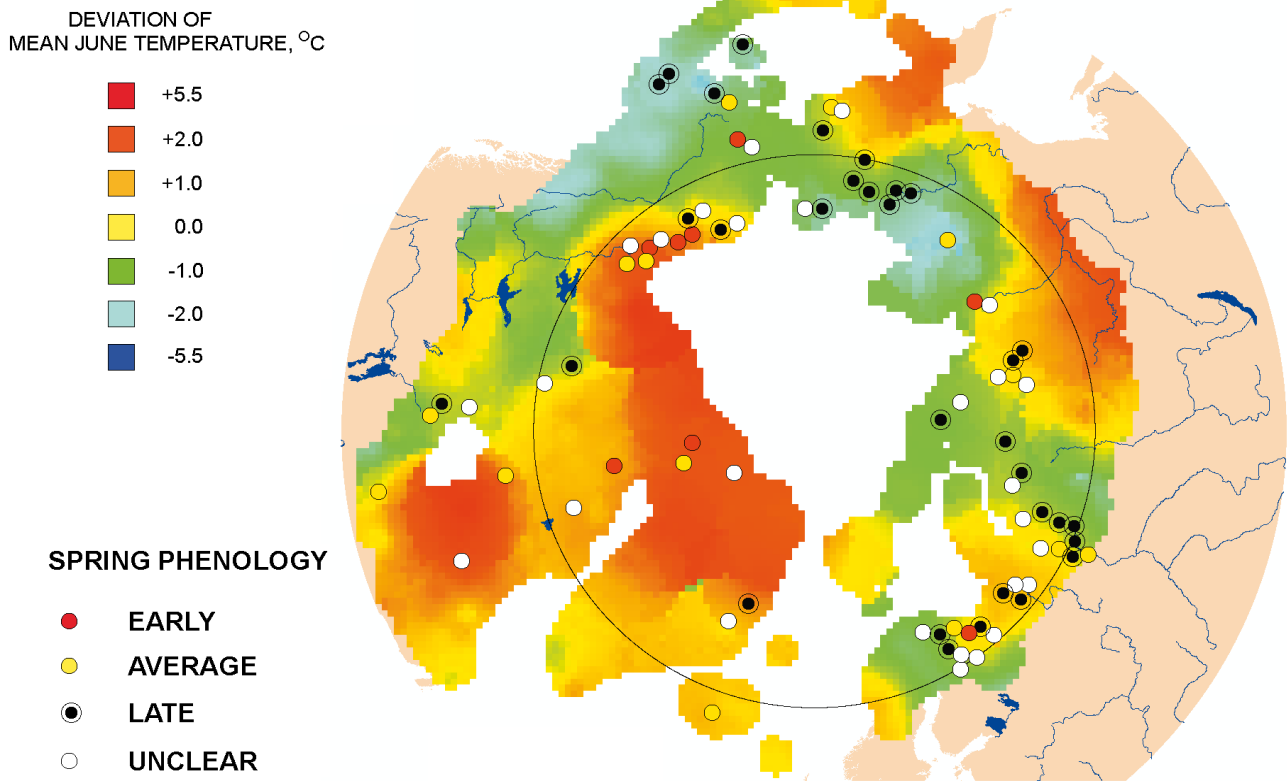 DEVIATION OF
MEAN JUNE TEMPERATURE, °C
+5.5
+2.0
+1.0
0.0
-1.0
-2.0
-5.5
SPRING PHENOLOGY
EARLY
AVERAGE
LATE
UNCLEAR